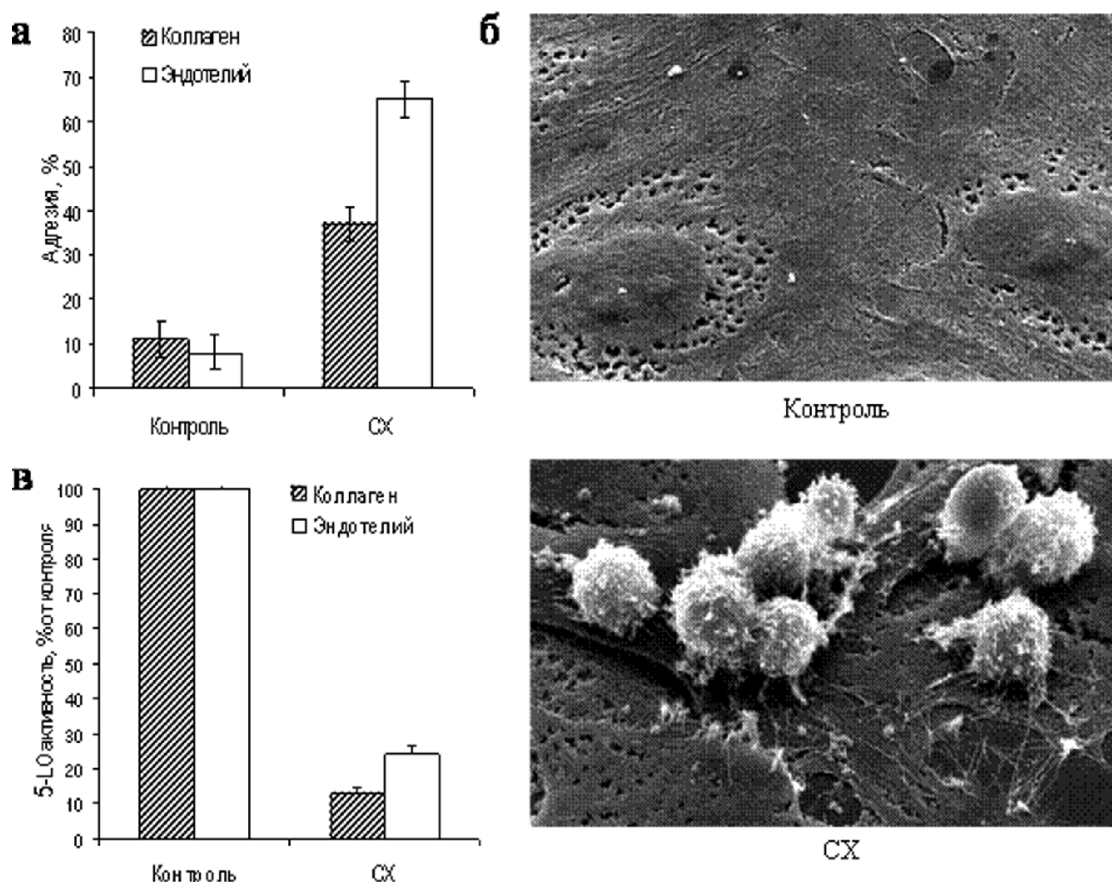 а
80
70
60
50
40
30
20
10
0
Адгезия, %
Коллаген
Эндотелий
Контроль
СХ
б
Контроль
в
100
90
80
70
60
50
40
30
20
10
0
5-LO активность, % от контроля
Коллаген
Эндотелий
Контроль
СХ
СХ